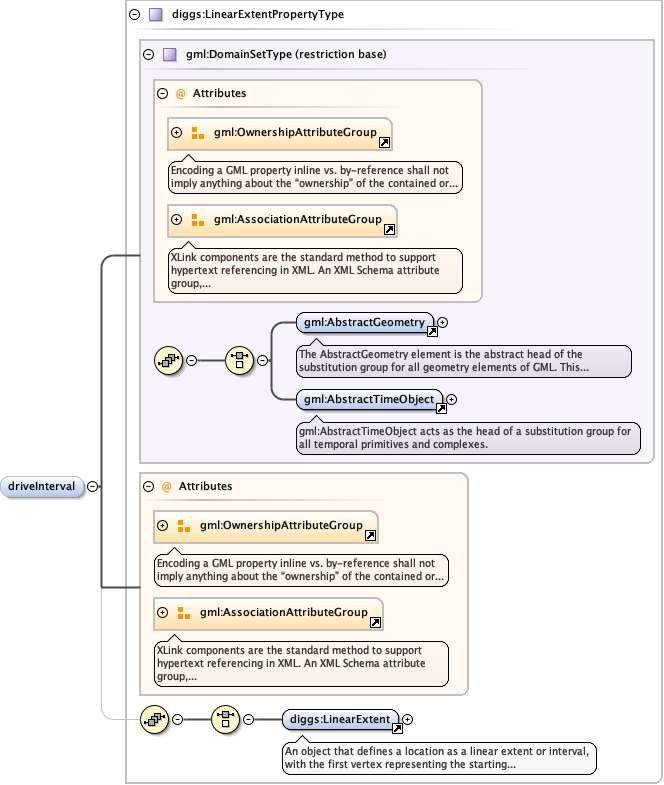 diggs:LinearExtentPropertyType
gml:DomainSetType (restriction base)
@ Attributes
gml:OwnershipAttributeGroup
Encoding a GML property inline vs. by-reference shall not
imply anything about the “ownership” of the contained or...
gml:AssociationAttributeGroup
XLink components are the standard method to support
hypertext referencing in XML. An XML Schema attribute
group,...
gml:AbstractGeometry
The AbstractGeometry element is the abstract head of the
substitution group for all geometry elements of GML. This...
gml:AbstractTimeObject
gml:AbstractTimeObject acts as the head of a substitution group for
all temporal primitives and complexes.
driveInterval
@ Attributes
gml:OwnershipAttributeGroup
Encoding a GML property inline vs. by-reference shall not
imply anything about the “ownership” of the contained or...
gml:AssociationAttributeGroup
XLink components are the standard method to support
hypertext referencing in XML. An XML Schema attribute
group,...
diggs:LinearExtent
An object that defines a location as a linear extent or interval,
with the first vertex representing the starting...